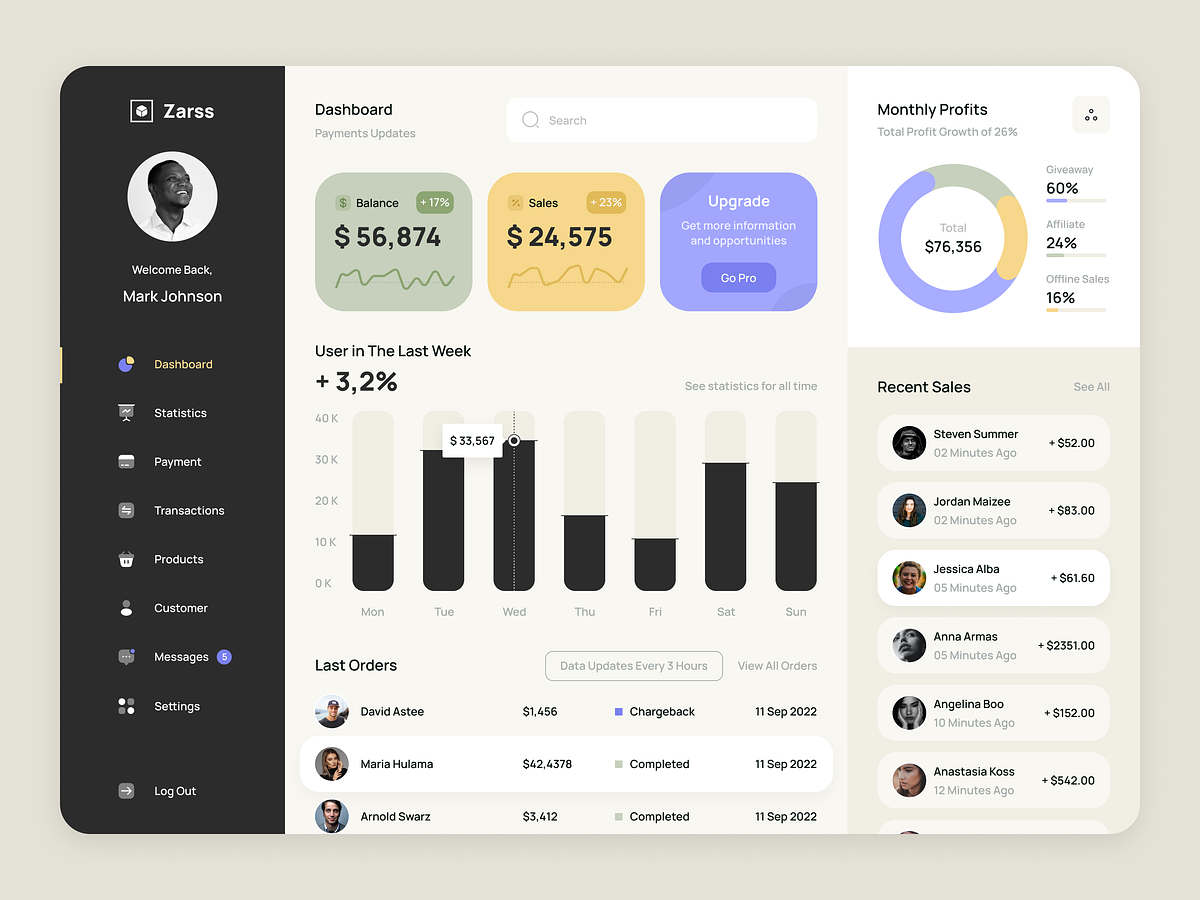 Zarss
Welcome Back,
Mark Johnson
Dashboard
Statistics
Payment
Transactions
Products
Customer
Messages 5
Settings
Log Out
Dashboard
Payments Updates
Search
$ Balance + 17%
$ 56,874
% Sales + 23%
$ 24,575
Upgrade
Get more information
and opportunities
Go Pro
User in The Last Week
+ 3,2%
See statistics for all time
40 K
30 K
20 K
10 K
0 K
$ 33,567
Mon Tue Wed Thu Fri Sat Sun
Last Orders
Data Updates Every 3 Hours
View All Orders
David Astee $1,456 Chargeback 11 Sep 2022
Maria Hulama $42,4378 Completed 11 Sep 2022
Arnold Swarz $3,412 Completed 11 Sep 2022
Monthly Profits
Total Profit Growth of 26%
Total
$76,356
Giveaway
60%
Affiliate
24%
Offline Sales
16%
Recent Sales
See All
Steven Summer
02 Minutes Ago
+ $52.00
Jordan Maizee
02 Minutes Ago
+ $83.00
Jessica Alba
05 Minutes Ago
+ $61.60
Anna Armas
05 Minutes Ago
+ $2351.00
Angelina Boo
10 Minutes Ago
+ $152.00
Anastasia Koss
12 Minutes Ago
+ $542.00